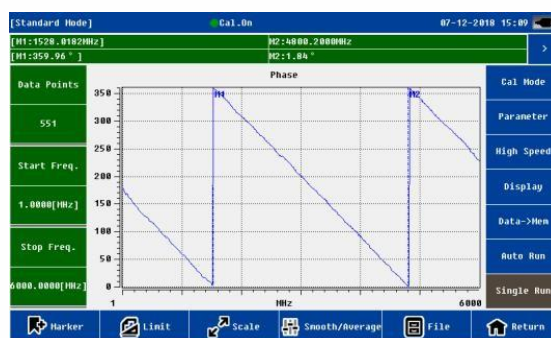 [Standard Mode] Cal.On 07-12-2018 15:09
[M1:1528.0182MHz] M2:4800.2000MHz
[M1:359.96°] M2:1.84° >
Phase
Data Points
551
Start Freq.
1.0000[MHz]
Stop Freq.
6000.0000[MHz]
350
300
250
200
150
100
50
0
M1 M2
1 MHz 6000
Cal Mode
Parameter
High Speed
Display
Data->Mem
Auto Run
Single Run
Marker Limit Scale Smooth/Average File Return